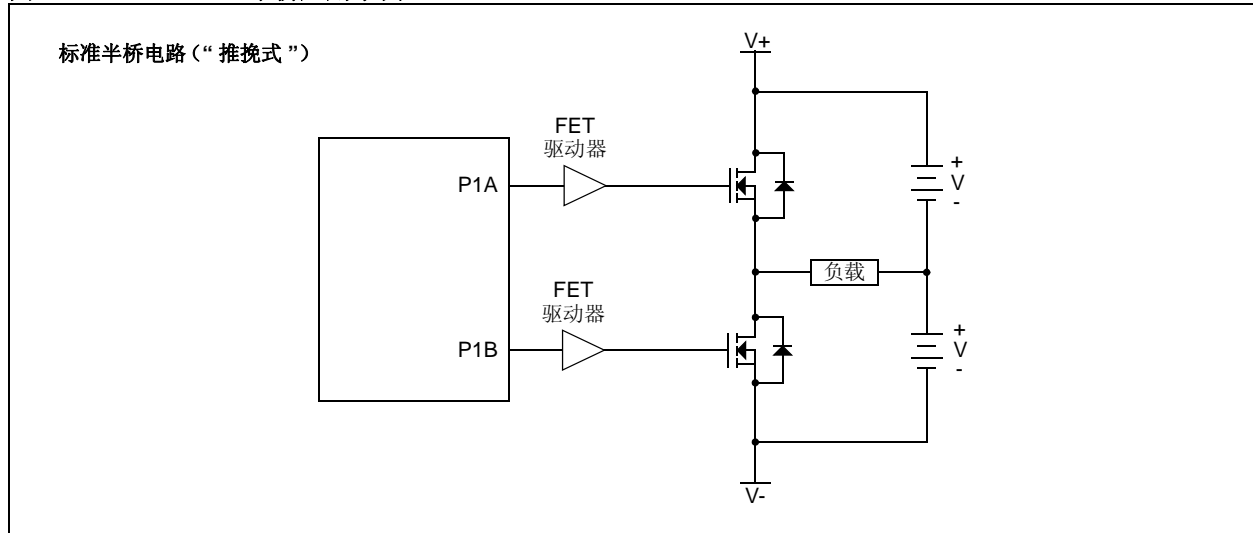 标准半桥电路（“ 推挽式 ”）
V+
FET
驱动器
P1A
+
V
-
负载
FET
驱动器
P1B
+
V
-
V-